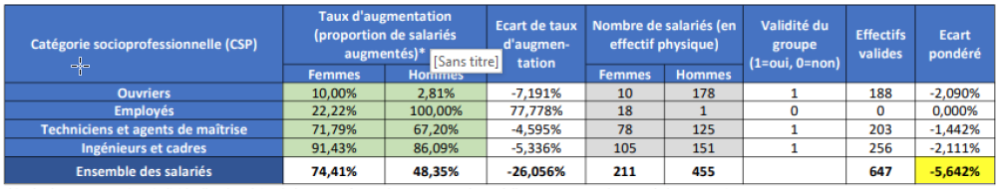 Catégorie socioprofessionnelle (CSP) Taux d'augmentation (proportion de salariés augmentés)* Ecart de taux d'augmen-tation Nombre de salariés (en effectif physique) Validité du groupe (1=oui, 0=non) Effectifs valides Ecart pondéré
[Sans titre]
Femmes Hommes Femmes Hommes
Ouvriers 10,00% 2,81% -7,191% 10 178 1 188 -2,090%
Employés 22,22% 100,00% 77,778% 18 1 0 0 0,000%
Techniciens et agents de maîtrise 71,79% 67,20% -4,595% 78 125 1 203 -1,442%
Ingénieurs et cadres 91,43% 86,09% -5,336% 105 151 1 256 -2,111%
Ensemble des salariés 74,41% 48,35% -26,056% 211 455 647 -5,642%